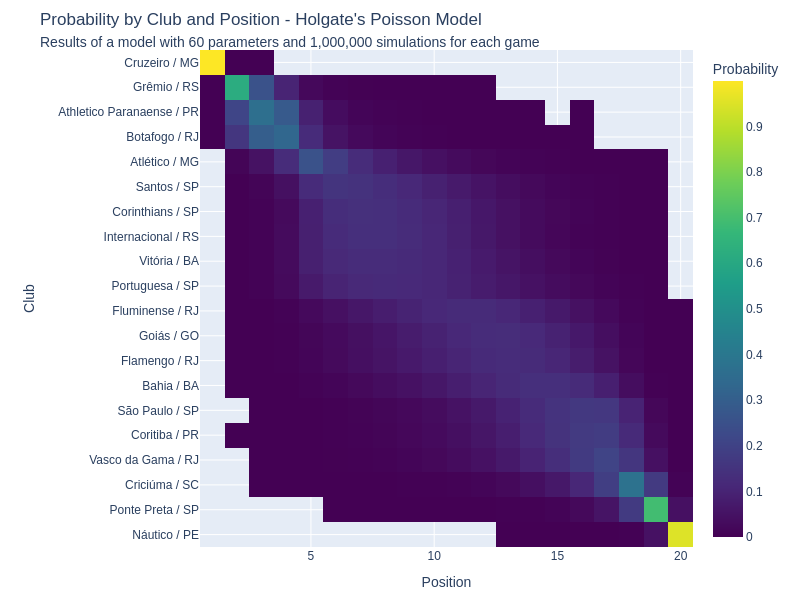 Probability by Club and Position - Holgate's Poisson Model
Results of a model with 60 parameters and 1,000,000 simulations for each game
Probability
Cruzeiro / MG
Grêmio / RS
Athletico Paranaense / PR
Botafogo / RJ
Atlético / MG
Santos / SP
Corinthians / SP
Internacional / RS
Vitória / BA
Portuguesa / SP
Fluminense / RJ
Goiás / GO
Flamengo / RJ
Bahia / BA
São Paulo / SP
Coritiba / PR
Vasco da Gama / RJ
Criciúma / SC
Ponte Preta / SP
Náutico / PE
Club
0.9
0.8
0.7
0.6
0.5
0.4
0.3
0.2
0.1
0
5
10
15
20
Position